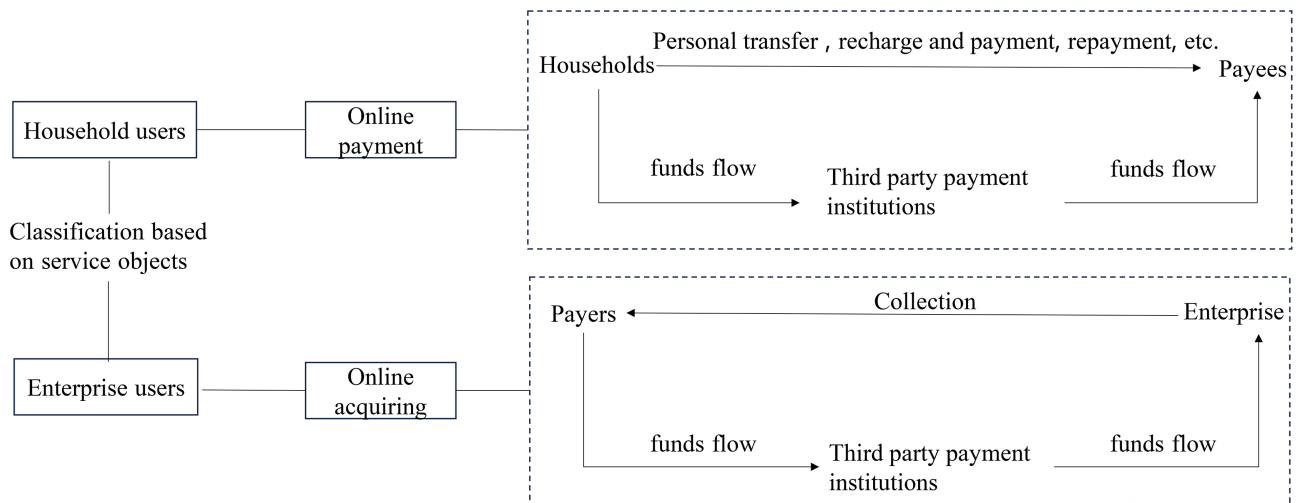 Personal transfer , recharge and payment, repayment, etc.
Households
Payees
Household users
Online
payment
funds flow
funds flow
Third party payment
institutions
Classification based
on service objects
Collection
Payers
Enterprise
Enterprise users
Online
acquiring
funds flow
funds flow
Third party payment
institutions